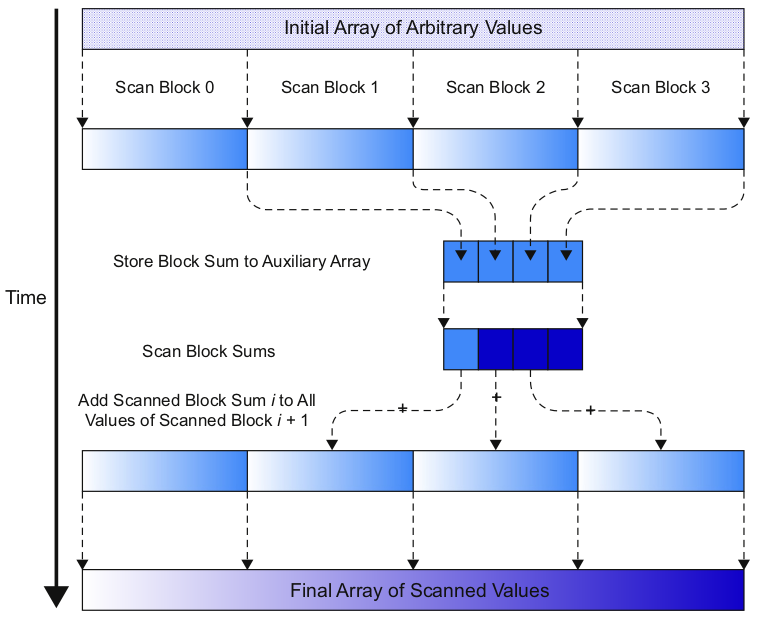 Initial Array of Arbitrary Values
Scan Block 0
Scan Block 1
Scan Block 2
Scan Block 3
Store Block Sum to Auxiliary Array
Time
Scan Block Sums
Add Scanned Block Sum i to All
Values of Scanned Block i + 1
+
+
+
Final Array of Scanned Values